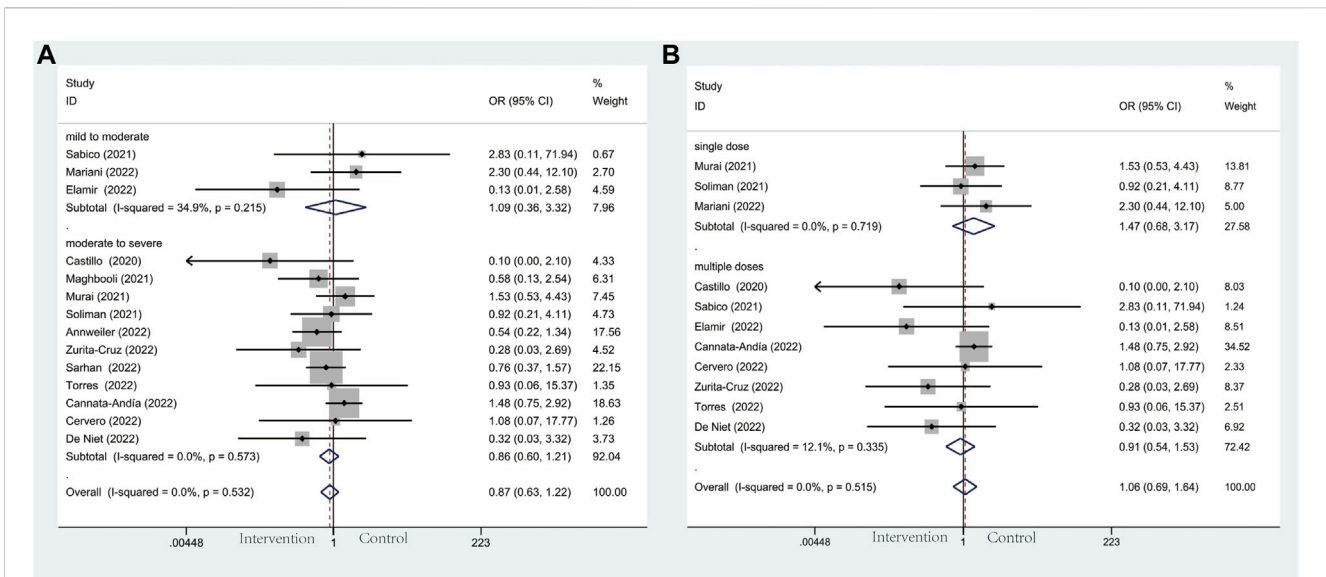 A
Study %
ID OR (95% CI) Weight
mild to moderate
Sabico (2021) 2.83 (0.11, 71.94) 0.67
Mariani (2022) 2.30 (0.44, 12.10) 2.70
Elamir (2022) 0.13 (0.01, 2.58) 4.59
Subtotal (I-squared = 34.9%, p = 0.215) 1.09 (0.36, 3.32) 7.96
.
moderate to severe
Castillo (2020) 0.10 (0.00, 2.10) 4.33
Maghbooli (2021) 0.58 (0.13, 2.54) 6.31
Murai (2021) 1.53 (0.53, 4.43) 7.45
Soliman (2021) 0.92 (0.21, 4.11) 4.73
Annweiler (2022) 0.54 (0.22, 1.34) 17.56
Zurita-Cruz (2022) 0.28 (0.03, 2.69) 4.52
Sarhan (2022) 0.76 (0.37, 1.57) 22.15
Torres (2022) 0.93 (0.06, 15.37) 1.35
Cannata-Andía (2022) 1.48 (0.75, 2.92) 18.63
Cervero (2022) 1.08 (0.07, 17.77) 1.26
De Niet (2022) 0.32 (0.03, 3.32) 3.73
Subtotal (I-squared = 0.0%, p = 0.573) 0.86 (0.60, 1.21) 92.04
.
Overall (I-squared = 0.0%, p = 0.532) 0.87 (0.63, 1.22) 100.00
Intervention Control
.00448 1 223
B
Study %
ID OR (95% CI) Weight
single dose
Murai (2021) 1.53 (0.53, 4.43) 13.81
Soliman (2021) 0.92 (0.21, 4.11) 8.77
Mariani (2022) 2.30 (0.44, 12.10) 5.00
Subtotal (I-squared = 0.0%, p = 0.719) 1.47 (0.68, 3.17) 27.58
.
multiple doses
Castillo (2020) 0.10 (0.00, 2.10) 8.03
Sabico (2021) 2.83 (0.11, 71.94) 1.24
Elamir (2022) 0.13 (0.01, 2.58) 8.51
Cannata-Andía (2022) 1.48 (0.75, 2.92) 34.52
Cervero (2022) 1.08 (0.07, 17.77) 2.33
Zurita-Cruz (2022) 0.28 (0.03, 2.69) 8.37
Torres (2022) 0.93 (0.06, 15.37) 2.51
De Niet (2022) 0.32 (0.03, 3.32) 6.92
Subtotal (I-squared = 12.1%, p = 0.335) 0.91 (0.54, 1.53) 72.42
.
Overall (I-squared = 0.0%, p = 0.515) 1.06 (0.69, 1.64) 100.00
Intervention Control
.00448 1 223